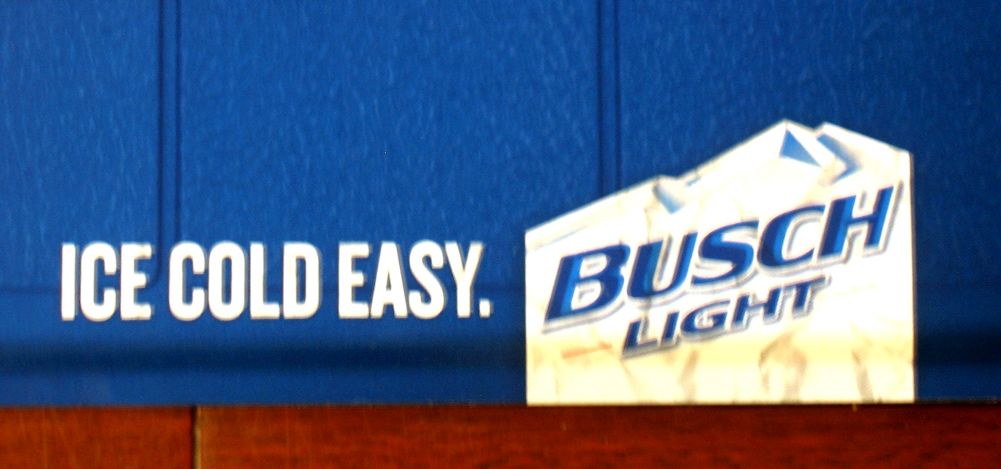 ICE COLD EASY.
BUSCH
LIGHT